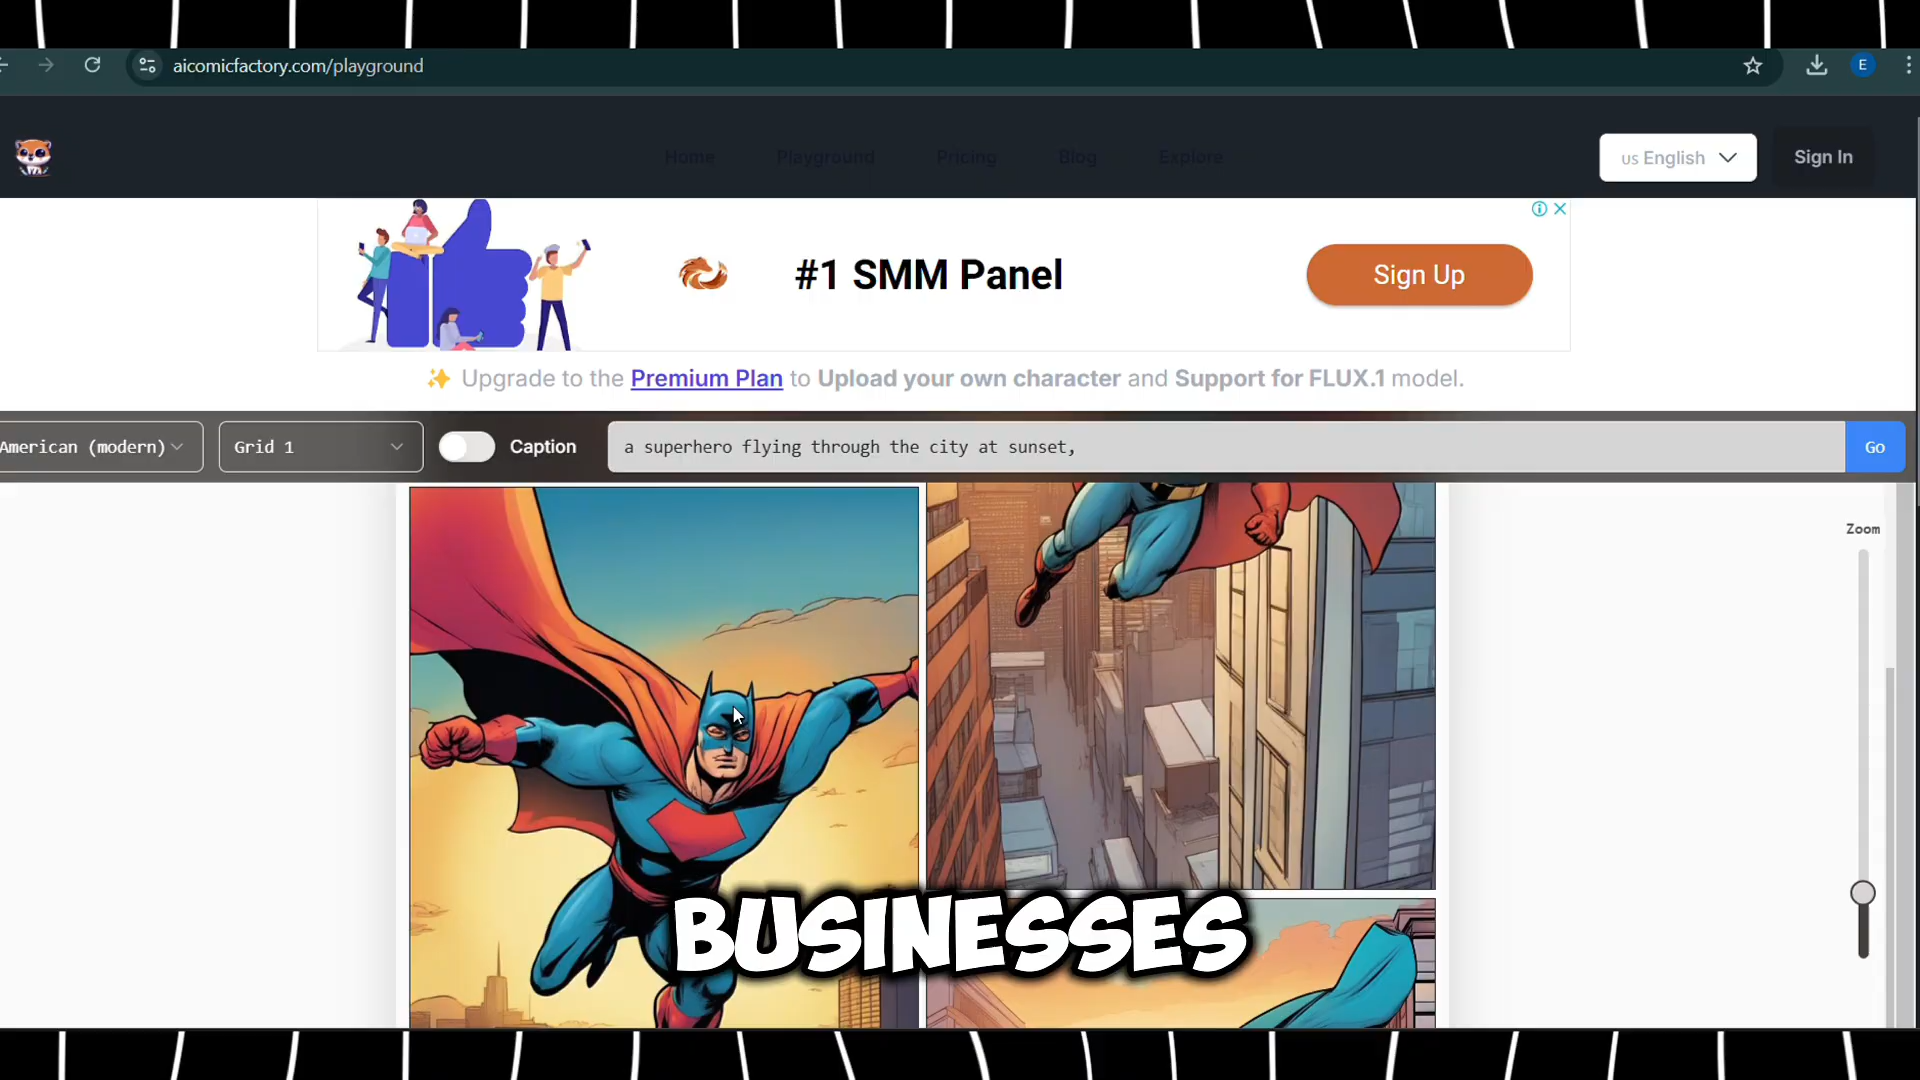 aicomicfactory.com/playground
E
Home Playground Pricing Blog Explore
us English
Sign In
#1 SMM Panel
Sign Up
✨ Upgrade to the Premium Plan to Upload your own character and Support for FLUX.1 model.
American (modern)
Grid 1
Caption
a superhero flying through the city at sunset,
Go
Zoom
BUSINESSES